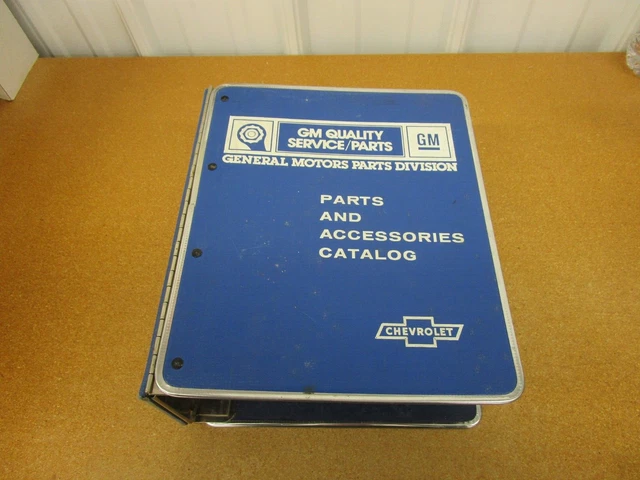 GM QUALITY
SERVICE/PARTS
GM
GENERAL MOTORS PARTS DIVISION
PARTS
AND
ACCESSORIES
CATALOG
CHEVROLET